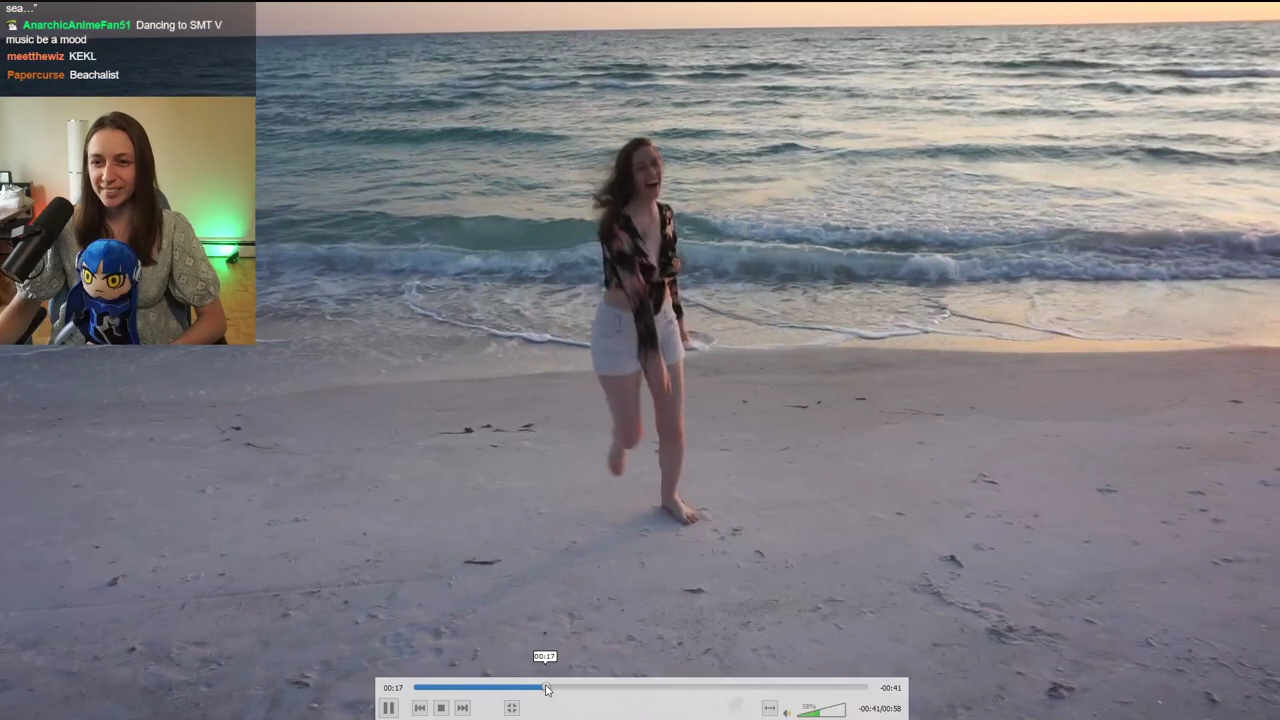 sea…"
AnarchicAnimeFan51 Dancing to SMT V
music be a mood
meetthewiz KEKL
Papercurse Beachalist
00:17
00:17
-00:41
58%
-00:41/00:58